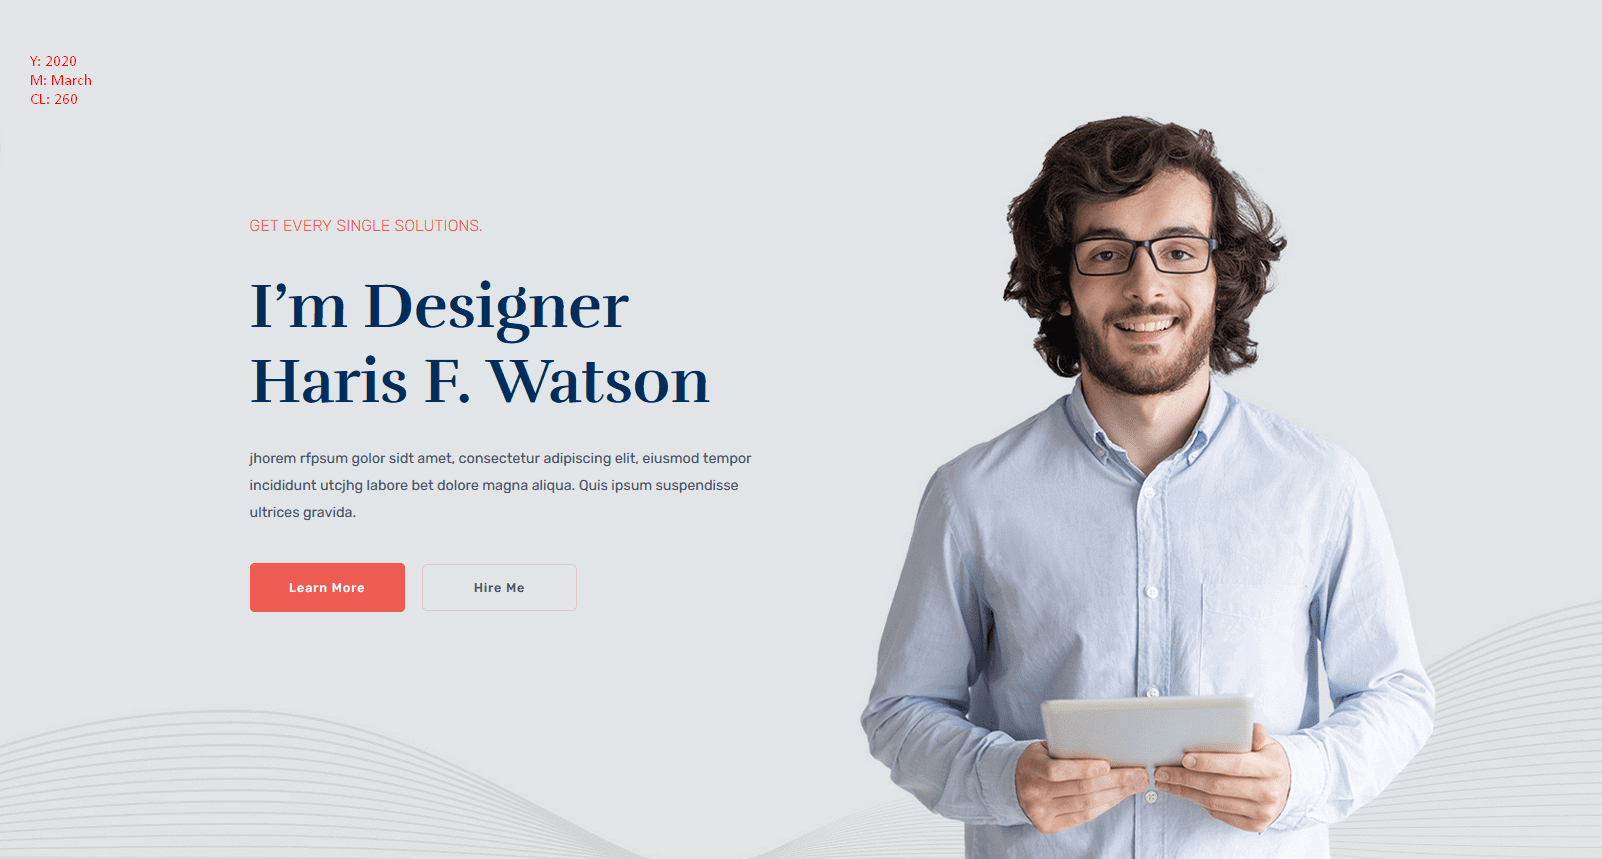 Y: 2020
M: March
CL: 260
GET EVERY SINGLE SOLUTIONS.
I’m Designer
Haris F. Watson
jhorem rfpsum golor sidt amet, consectetur adipiscing elit, eiusmod tempor
incididunt utcjhg labore bet dolore magna aliqua. Quis ipsum suspendisse
ultrices gravida.
Learn More
Hire Me